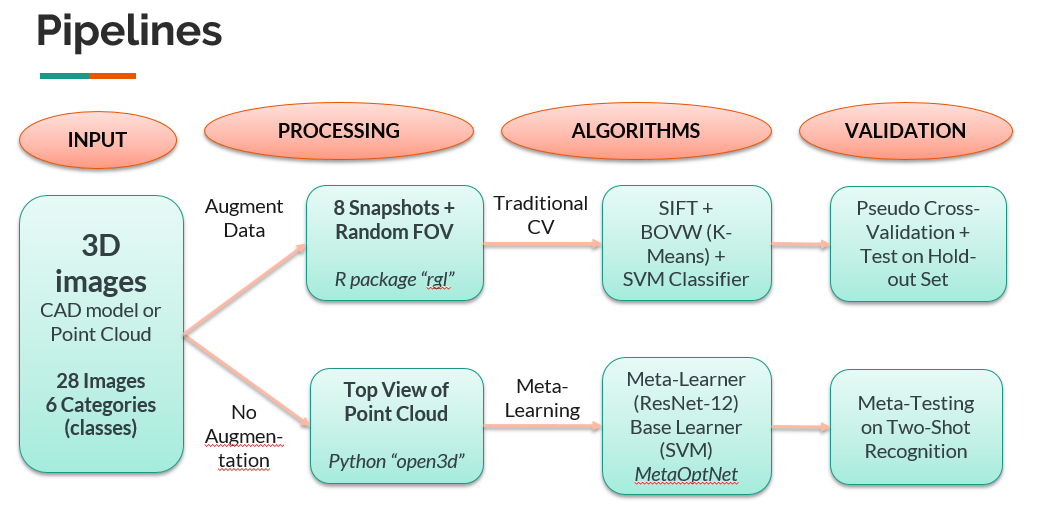 Pipelines
INPUT
PROCESSING
ALGORITHMS
VALIDATION
3D
images
CAD model or
Point Cloud
28 Images
6 Categories
(classes)
Augment
Data
8 Snapshots +
Random FOV
R package “rgl”
Traditional
CV
SIFT +
BOVW (K-
Means) +
SVM Classifier
Pseudo Cross-
Validation +
Test on Hold-
out Set
No
Augmen-
tation
Top View of
Point Cloud
Python “open3d”
Meta-
Learning
Meta-Learner
(ResNet-12)
Base Learner
(SVM)
MetaOptNet
Meta-Testing
on Two-Shot
Recognition